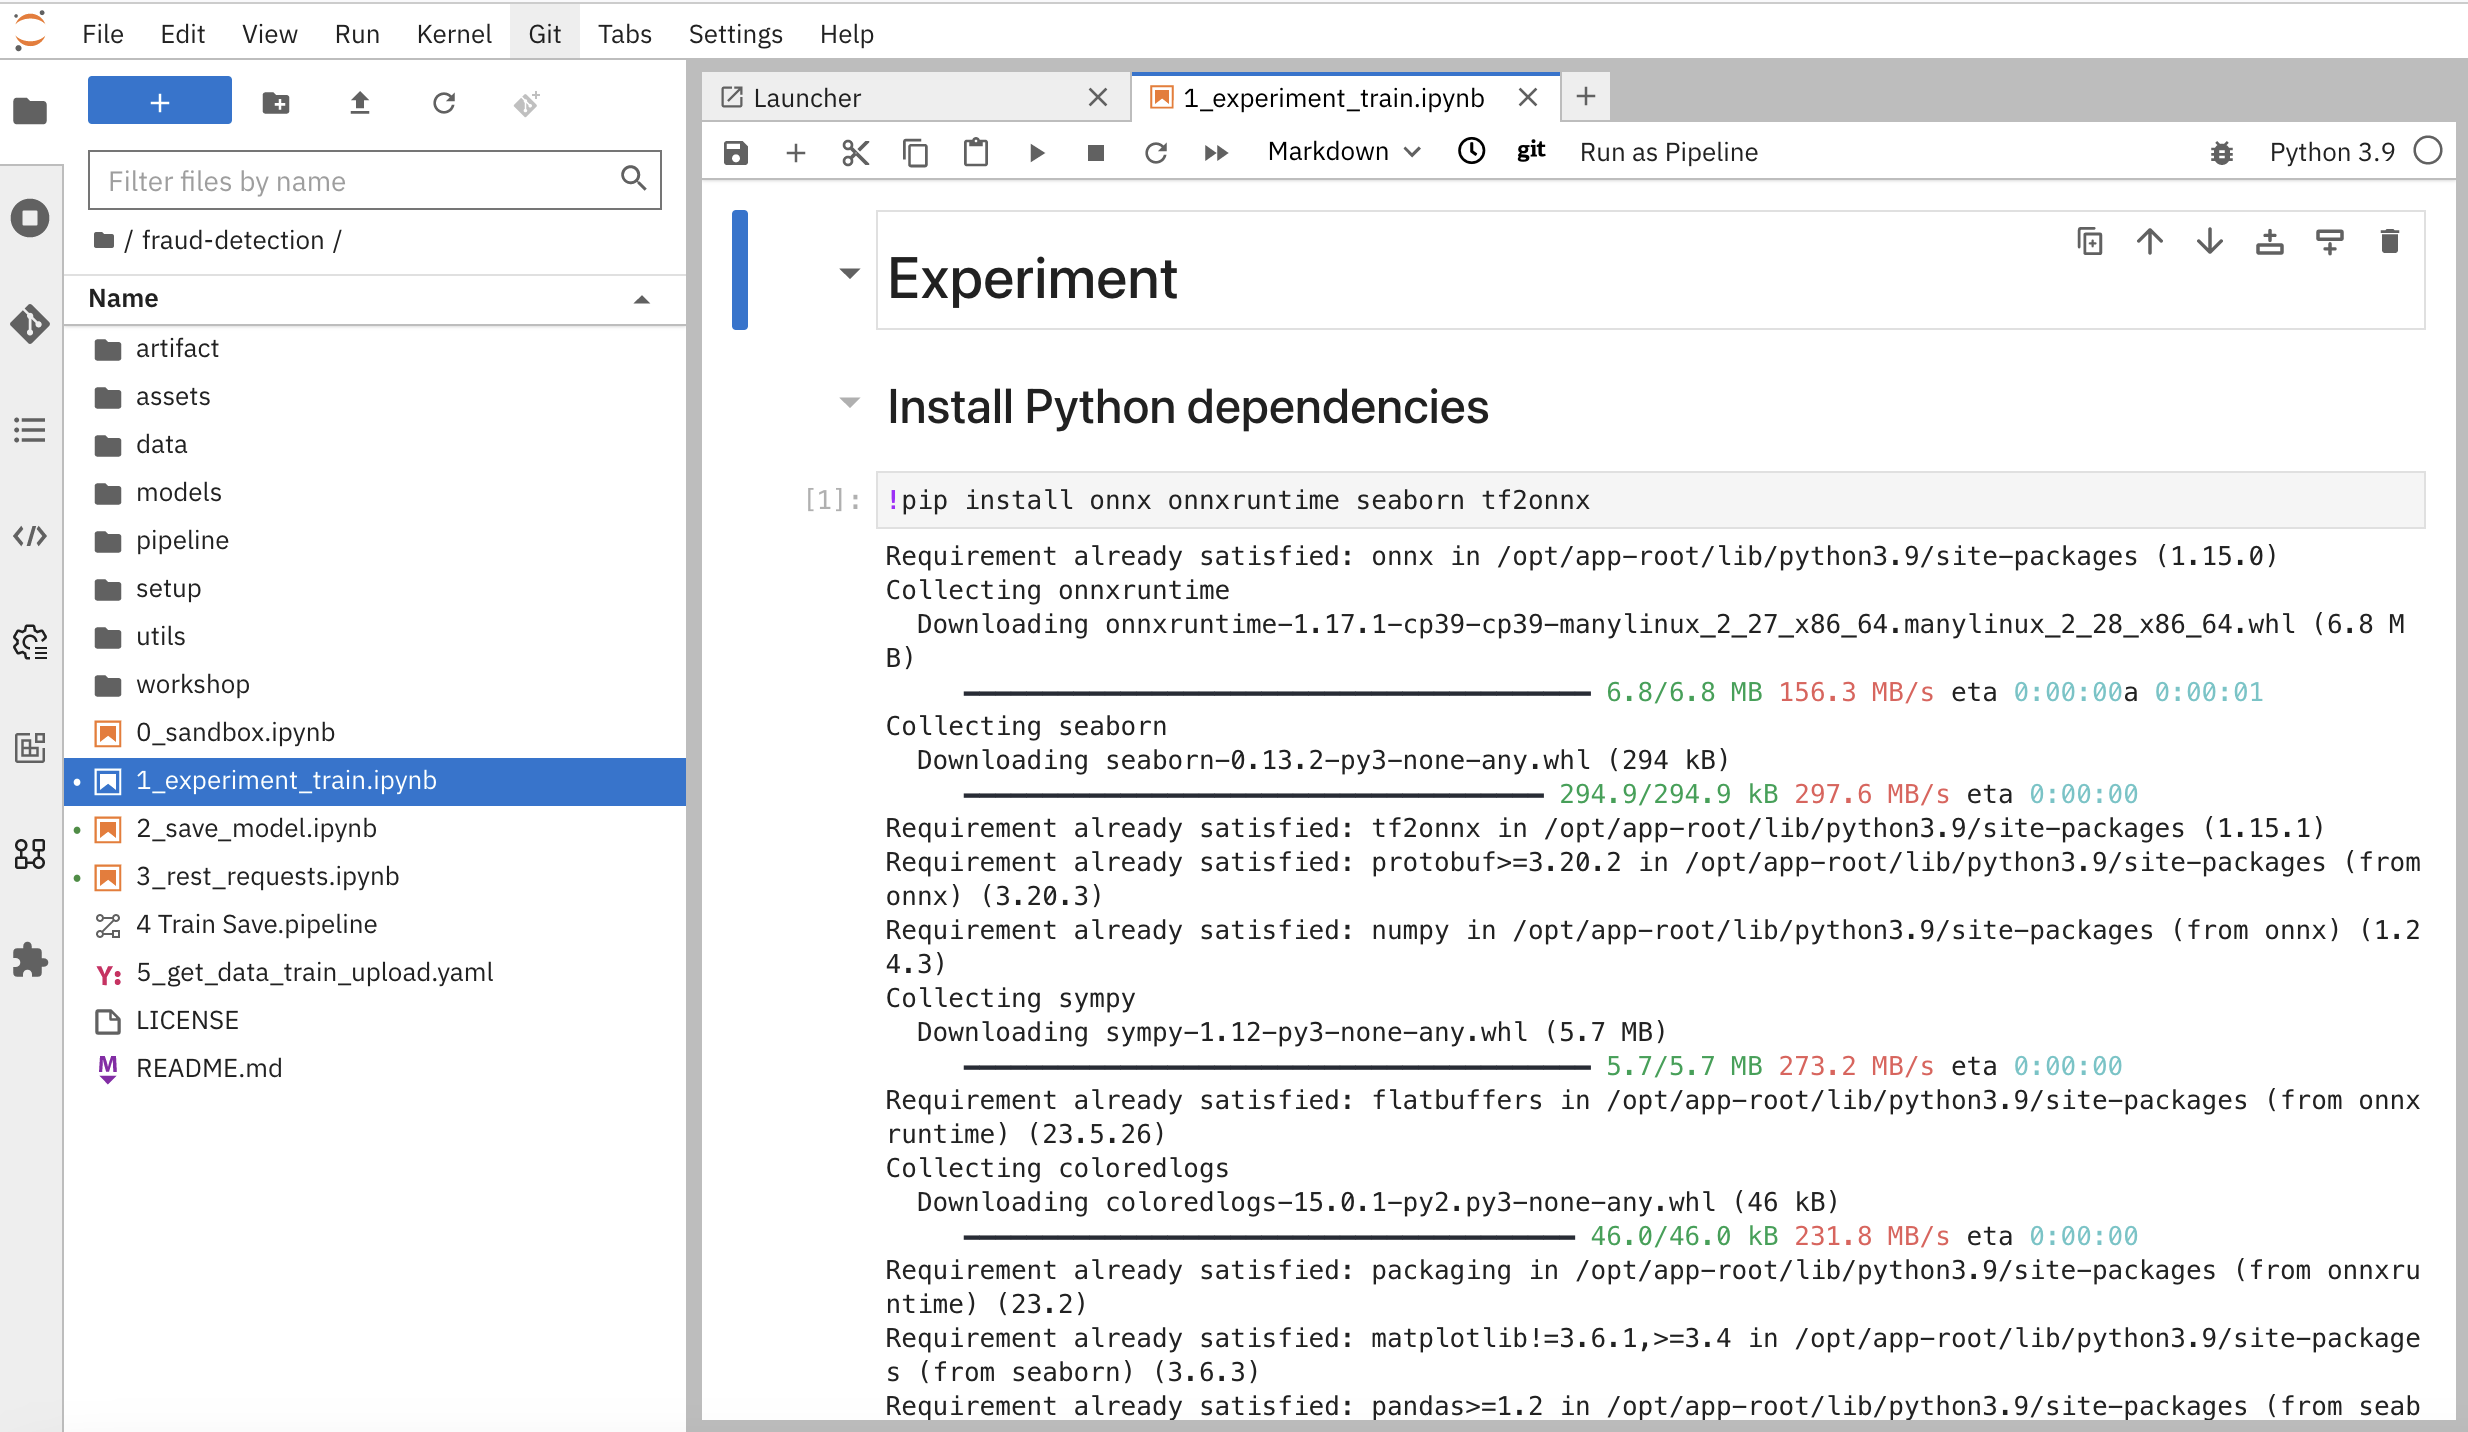 File Edit View Run Kernel Git Tabs Settings Help
+
Filter files by name
/ fraud-detection /
Name
artifact
assets
data
models
pipeline
setup
utils
workshop
0_sandbox.ipynb
1_experiment_train.ipynb
2_save_model.ipynb
3_rest_requests.ipynb
4 Train Save.pipeline
Y: 5_get_data_train_upload.yaml
LICENSE
M README.md
Launcher
1_experiment_train.ipynb
Markdown git Run as Pipeline Python 3.9
Experiment
Install Python dependencies
[1]: !pip install onnx onnxruntime seaborn tf2onnx
Requirement already satisfied: onnx in /opt/app-root/lib/python3.9/site-packages (1.15.0)
Collecting onnxruntime
Downloading onnxruntime-1.17.1-cp39-cp39-manylinux_2_27_x86_64.manylinux_2_28_x86_64.whl (6.8 M
B)
6.8/6.8 MB 156.3 MB/s eta 0:00:00a 0:00:01
Collecting seaborn
Downloading seaborn-0.13.2-py3-none-any.whl (294 kB)
294.9/294.9 kB 297.6 MB/s eta 0:00:00
Requirement already satisfied: tf2onnx in /opt/app-root/lib/python3.9/site-packages (1.15.1)
Requirement already satisfied: protobuf>=3.20.2 in /opt/app-root/lib/python3.9/site-packages (from
onnx) (3.20.3)
Requirement already satisfied: numpy in /opt/app-root/lib/python3.9/site-packages (from onnx) (1.2
4.3)
Collecting sympy
Downloading sympy-1.12-py3-none-any.whl (5.7 MB)
5.7/5.7 MB 273.2 MB/s eta 0:00:00
Requirement already satisfied: flatbuffers in /opt/app-root/lib/python3.9/site-packages (from onnx
runtime) (23.5.26)
Collecting coloredlogs
Downloading coloredlogs-15.0.1-py2.py3-none-any.whl (46 kB)
46.0/46.0 kB 231.8 MB/s eta 0:00:00
Requirement already satisfied: packaging in /opt/app-root/lib/python3.9/site-packages (from onnxru
ntime) (23.2)
Requirement already satisfied: matplotlib!=3.6.1,>=3.4 in /opt/app-root/lib/python3.9/site-package
s (from seaborn) (3.6.3)
Requirement already satisfied: pandas>=1.2 in /opt/app-root/lib/python3.9/site-packages (from seab